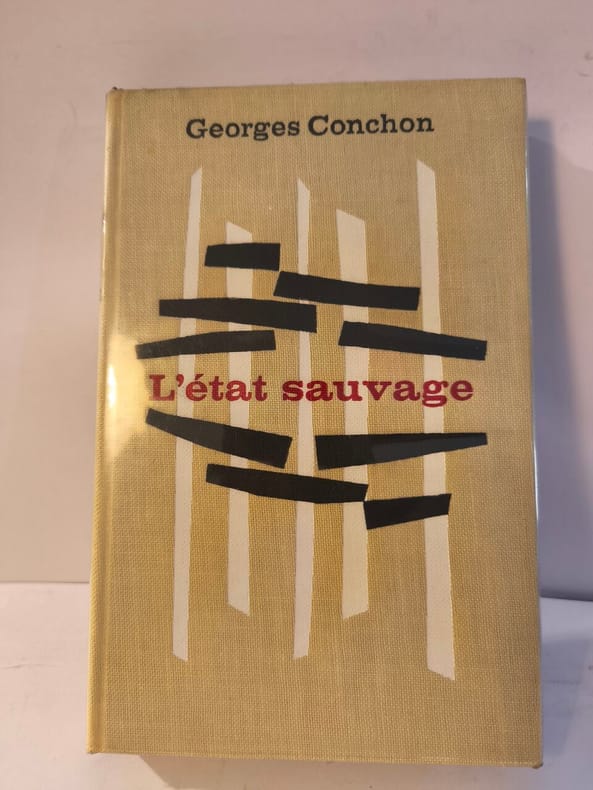 Georges Conchon
L'état sauvage